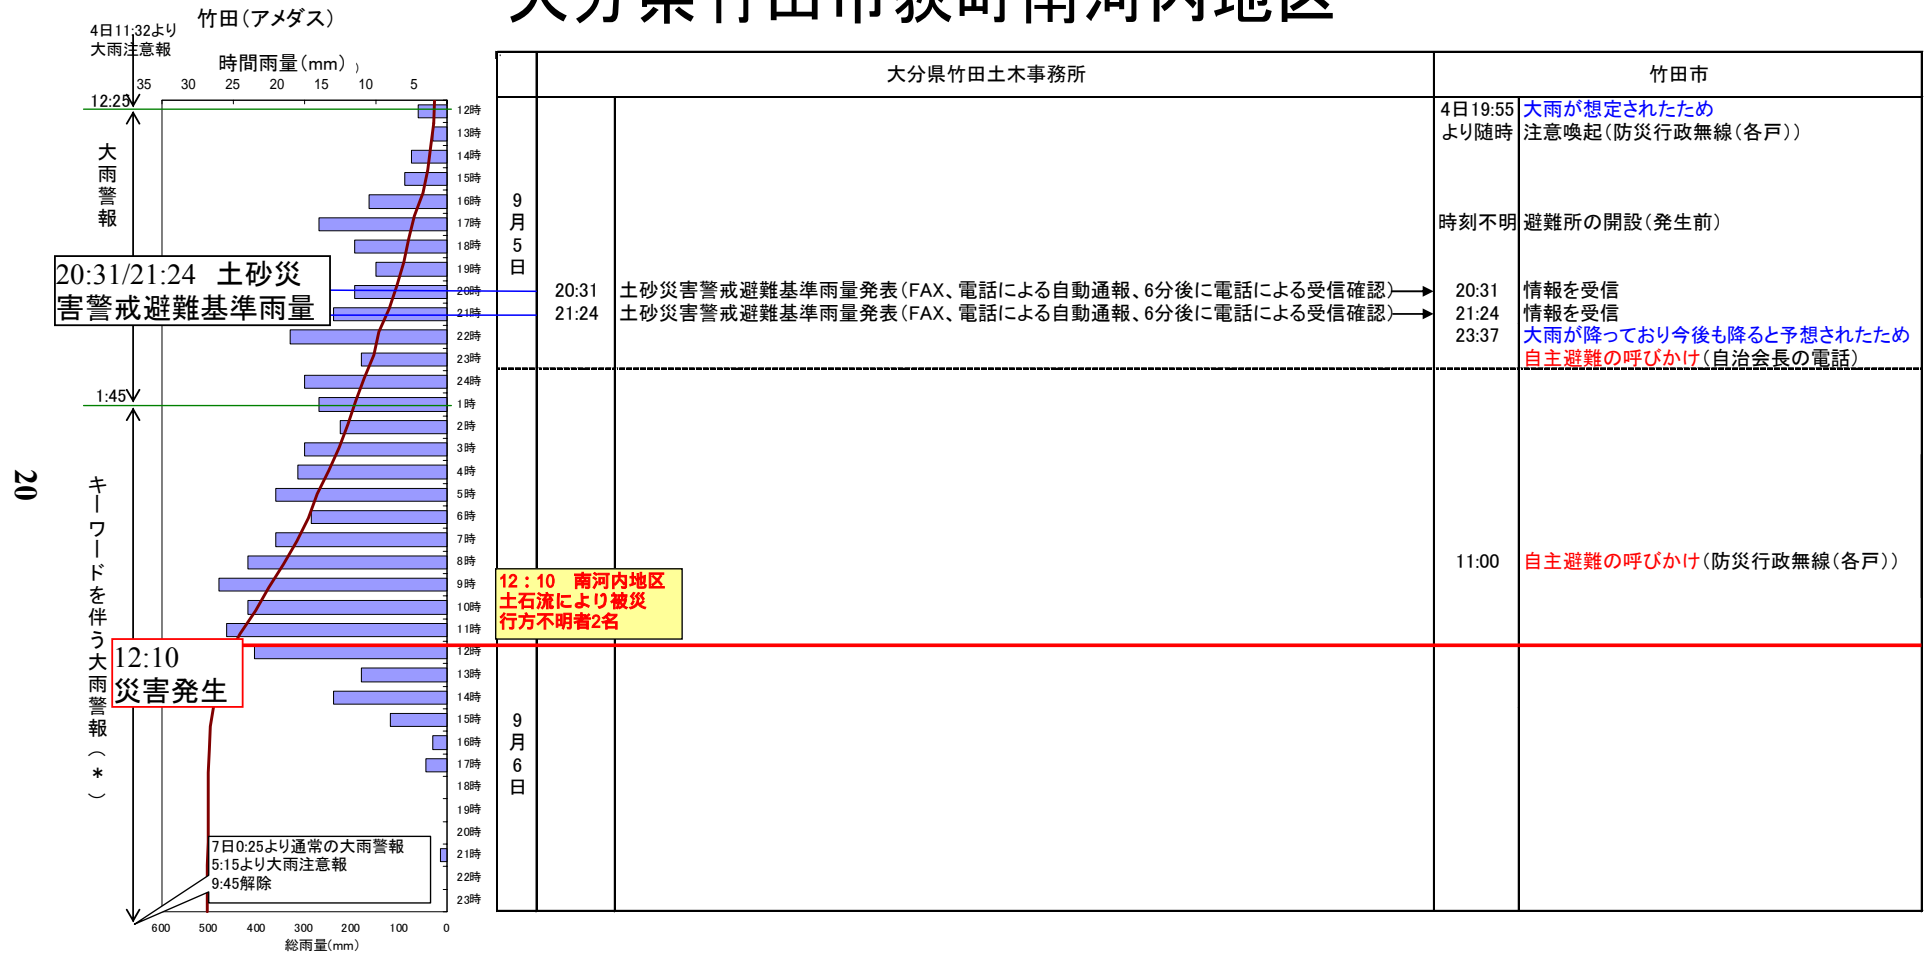 大分県竹田市荻町南河内地区
竹田(アメダス)
4日11:32より
大雨注意報
時間雨量(mm) )
35 30 25 20 15 10 5
12:25
大雨警報
20:31/21:24 土砂災
害警戒避難基準雨量
1:45
キーワードを伴う大雨警報(*)
12:10
災害発生
7日0:25より通常の大雨警報
5:15より大雨注意報
9:45解除
12時
13時
14時
15時
16時
17時
18時
19時
20時
21時
22時
23時
24時
1時
2時
3時
4時
5時
6時
7時
8時
9時
10時
11時
12時
13時
14時
15時
16時
17時
18時
19時
20時
21時
22時
23時
600 500 400 300 200 100 0
総雨量(mm)
大分県竹田土木事務所 竹田市
9月5日
4日19:55 大雨が想定されたため
より随時 注意喚起(防災行政無線(各戸))
時刻不明 避難所の開設(発生前)
20:31 土砂災害警戒避難基準雨量発表(FAX、電話による自動通報、6分後に電話による受信確認) 20:31 情報を受信
21:24 土砂災害警戒避難基準雨量発表(FAX、電話による自動通報、6分後に電話による受信確認) 21:24 情報を受信
23:37 大雨が降っており今後も降ると予想されたため
自主避難の呼びかけ(自治会長の電話)
11:00 自主避難の呼びかけ(防災行政無線(各戸))
12:10 南河内地区
土石流により被災
行方不明者2名
9月6日
20